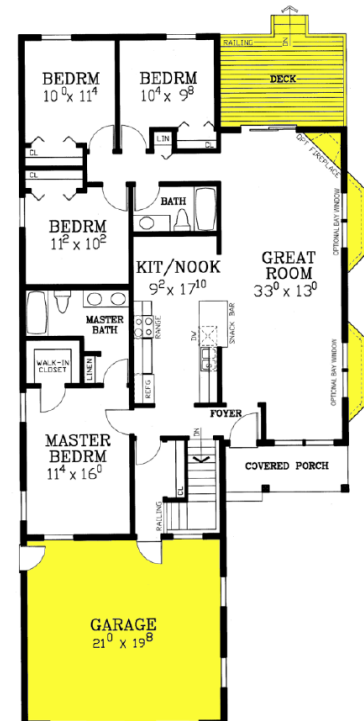 RAILING
DN
DECK
BEDRM
10⁰ x 11⁴
BEDRM
10⁴ x 9⁸
CL
LIN
CL
OPT FIREPLACE
CL
BEDRM
11² x 10²
BATH
OPTIONAL BAY WINDOW
KIT/NOOK
9² x 17¹⁰
GREAT
ROOM
33⁰ x 13⁰
MASTER
BATH
RANGE
DW
SNACK BAR
WALK-IN
CLOSET
LINEN
REFG
OPTIONAL BAY WINDOW
FOYER
DN
MASTER
BEDRM
11⁴ x 16⁰
CL
COVERED PORCH
RAILING
GARAGE
21⁰ x 19⁸